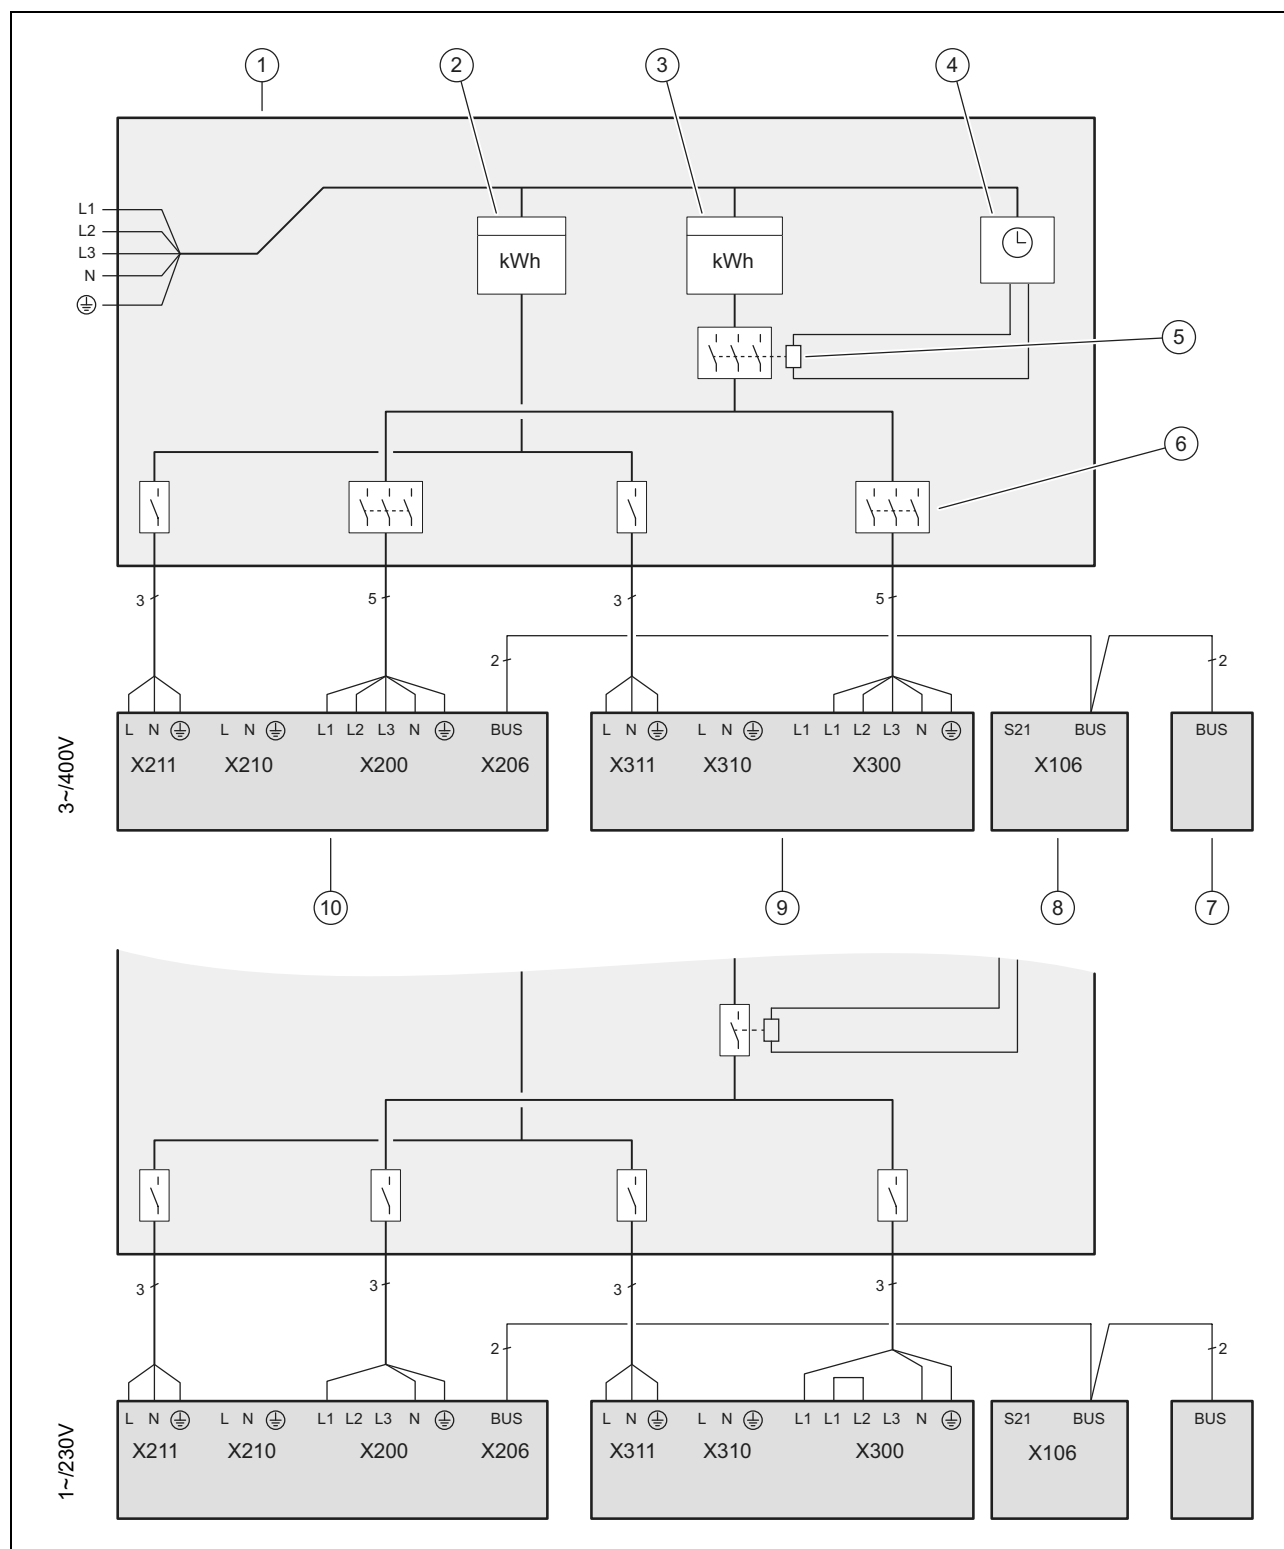 1 2 3 4
L1
L2
L3
N
kWh kWh
5
6
3 5 3 5
2 2
L N L N L1 L2 L3 N BUS L N L N L1 L1 L2 L3 N S21 BUS BUS
X211 X210 X200 X206 X311 X310 X300 X106
3~/400V
10 9 8 7
3 3 3 3
2 2
L N L N L1 L2 L3 N BUS L N L N L1 L1 L2 L3 N S21 BUS BUS
X211 X210 X200 X206 X311 X310 X300 X106
1~/230V